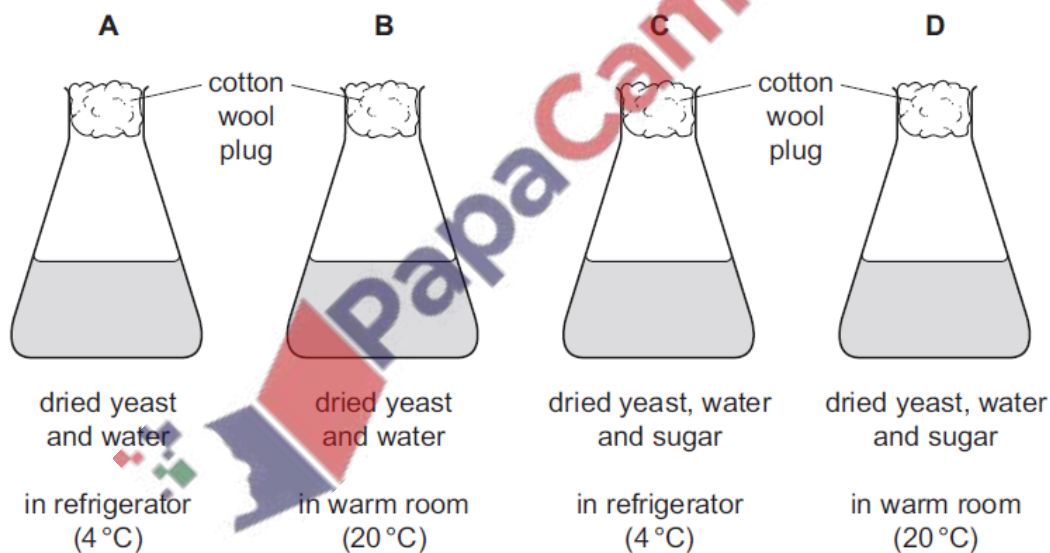 A B C D
cotton wool plug
cotton wool plug
dried yeast and water
dried yeast and water
dried yeast, water and sugar
dried yeast, water and sugar
in refrigerator (4 °C)
in warm room (20 °C)
in refrigerator (4 °C)
in warm room (20 °C)
PapaCam